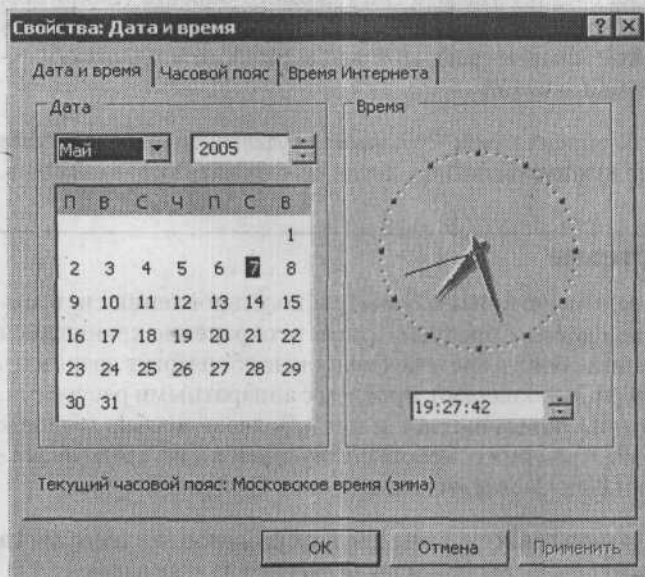 Свойства: Дата и время
Дата и время Часовой пояс Время Интернета
Дата
Время
Май 2005
П В С Ч П С В
1
2 3 4 5 6 7 8
9 10 11 12 13 14 15
16 17 18 19 20 21 22
23 24 25 26 27 28 29
30 31
19:27:42
Текущий часовой пояс: Московское время (зима)
ОК Отмена Применить